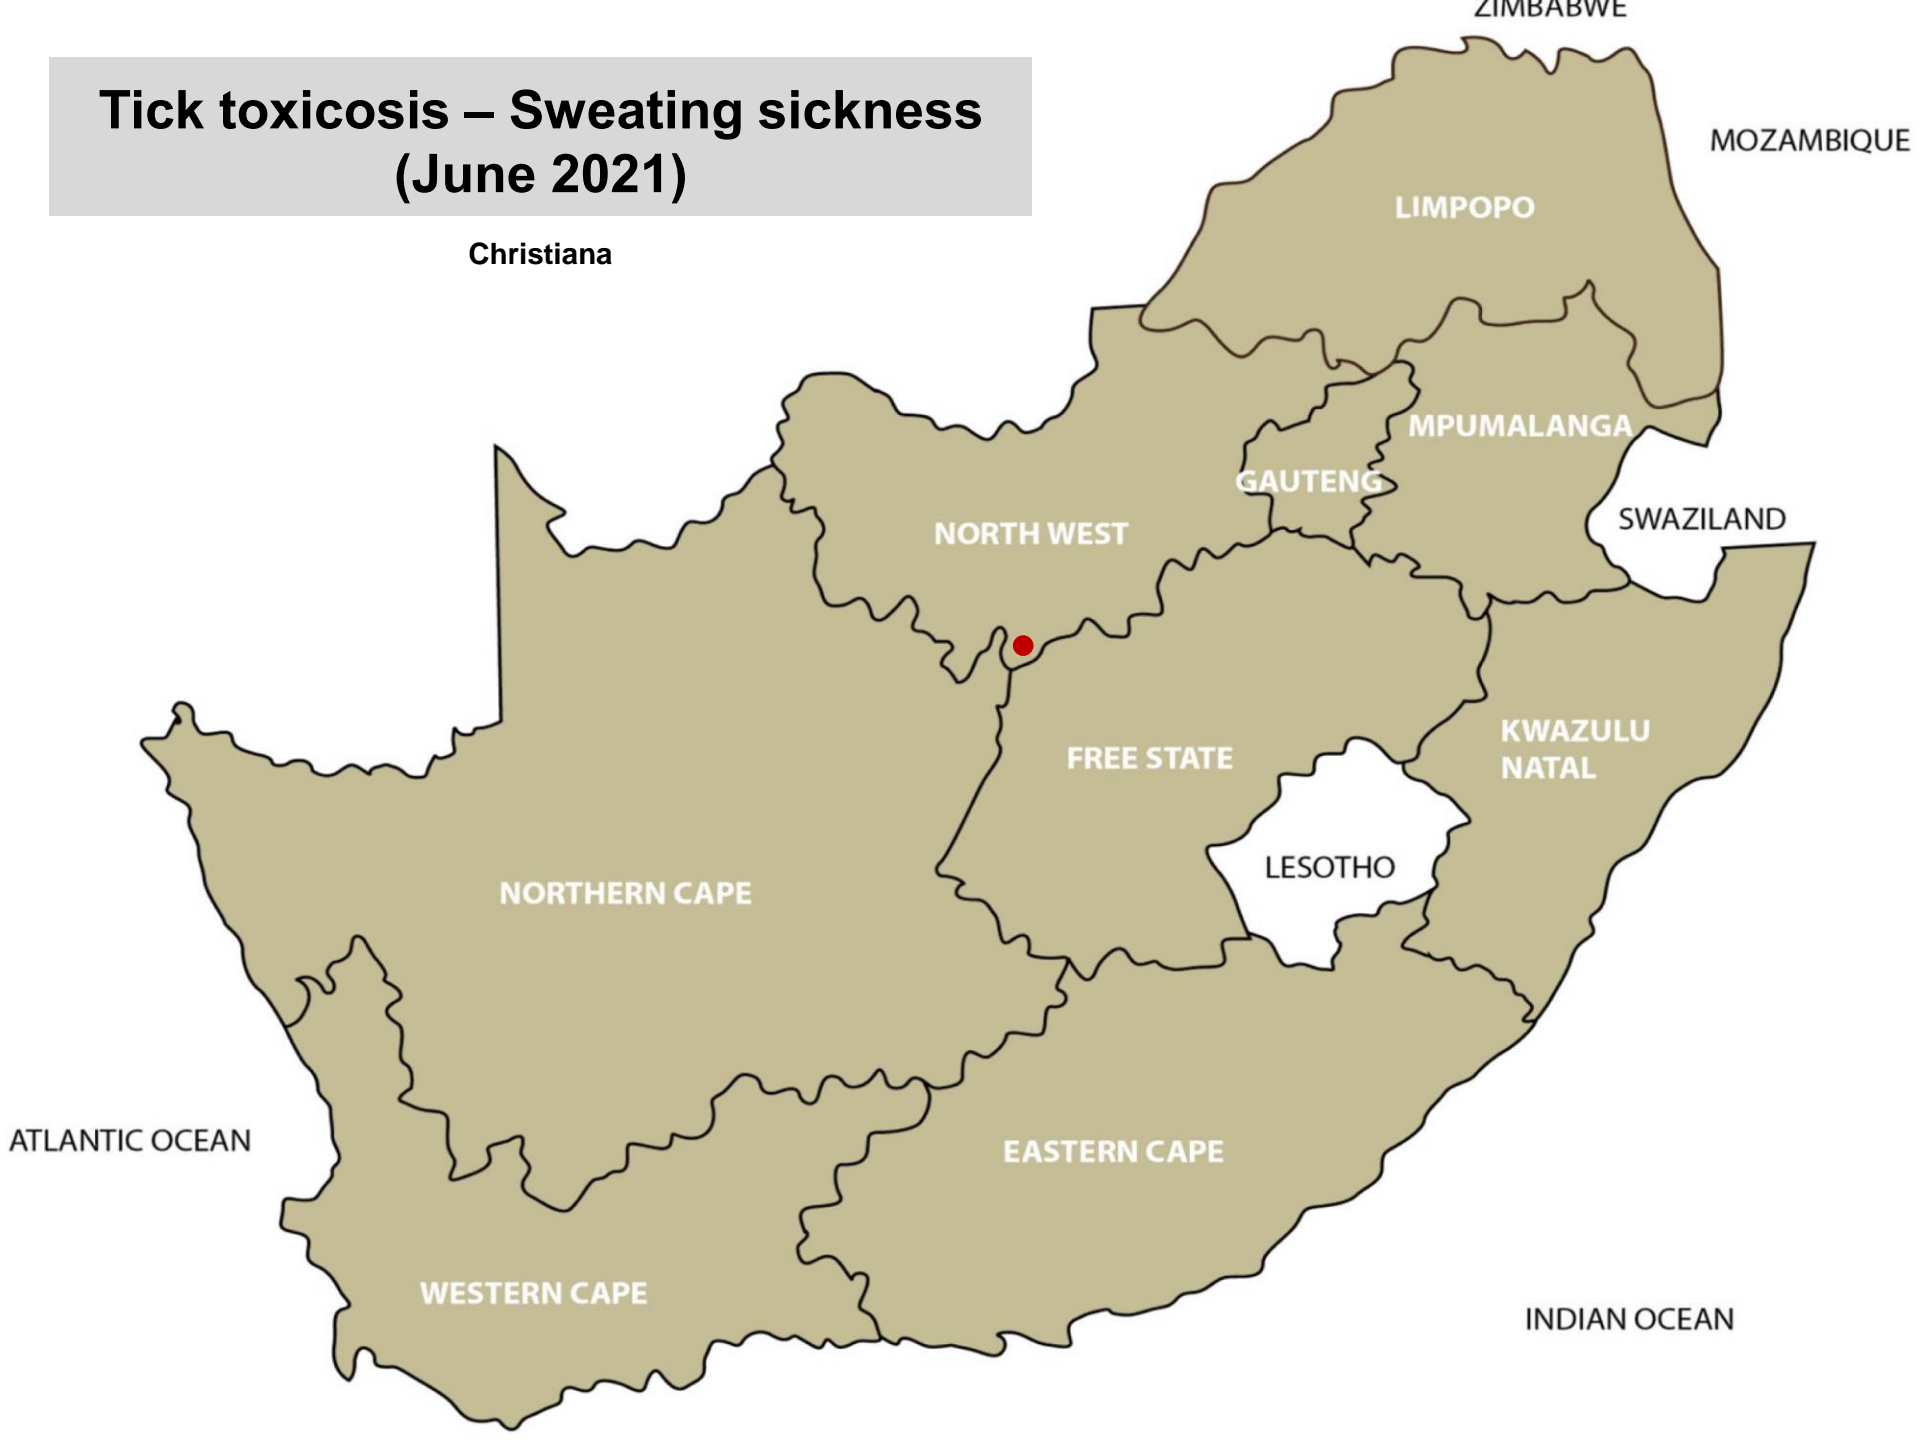 ZIMBABWE
Tick toxicosis – Sweating sickness
(June 2021)
MOZAMBIQUE
LIMPOPO
Christiana
MPUMALANGA
GAUTENG
SWAZILAND
NORTH WEST
KWAZULU
NATAL
FREE STATE
LESOTHO
NORTHERN CAPE
ATLANTIC OCEAN
EASTERN CAPE
WESTERN CAPE
INDIAN OCEAN